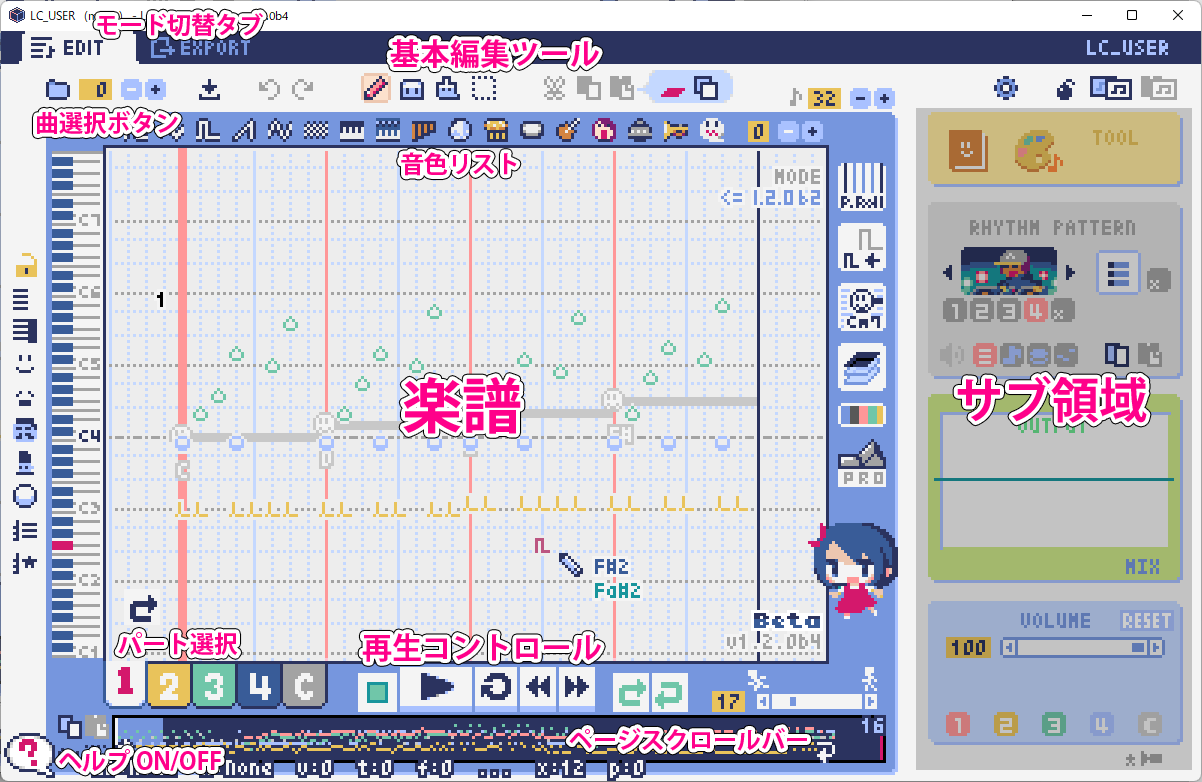 LC_USER
モード切替タブ
0b4
EDIT
EXPORT
基本編集ツール
LC_USER
0
32
曲選択ボタン
0
音色リスト
TOOL
MODE
<= 1.2.0b2
C7
P.Roll
RHYTHM PATTERN
C6
1
1 2 3 4 x
C5
楽譜
サブ領域
OUTPUT
C4
PRO
C3
F#2
Fa#2
C2
MIX
Beta
v1.2.0b4
C1
VOLUME
RESET
100
パート選択
再生コントロール
1 2 3 4 C
17
16
1 2 3 4 C
ページスクロールバー
?
ヘルプ ON/OFF
none v:0 t:0 f:0 ... x:12 p:0